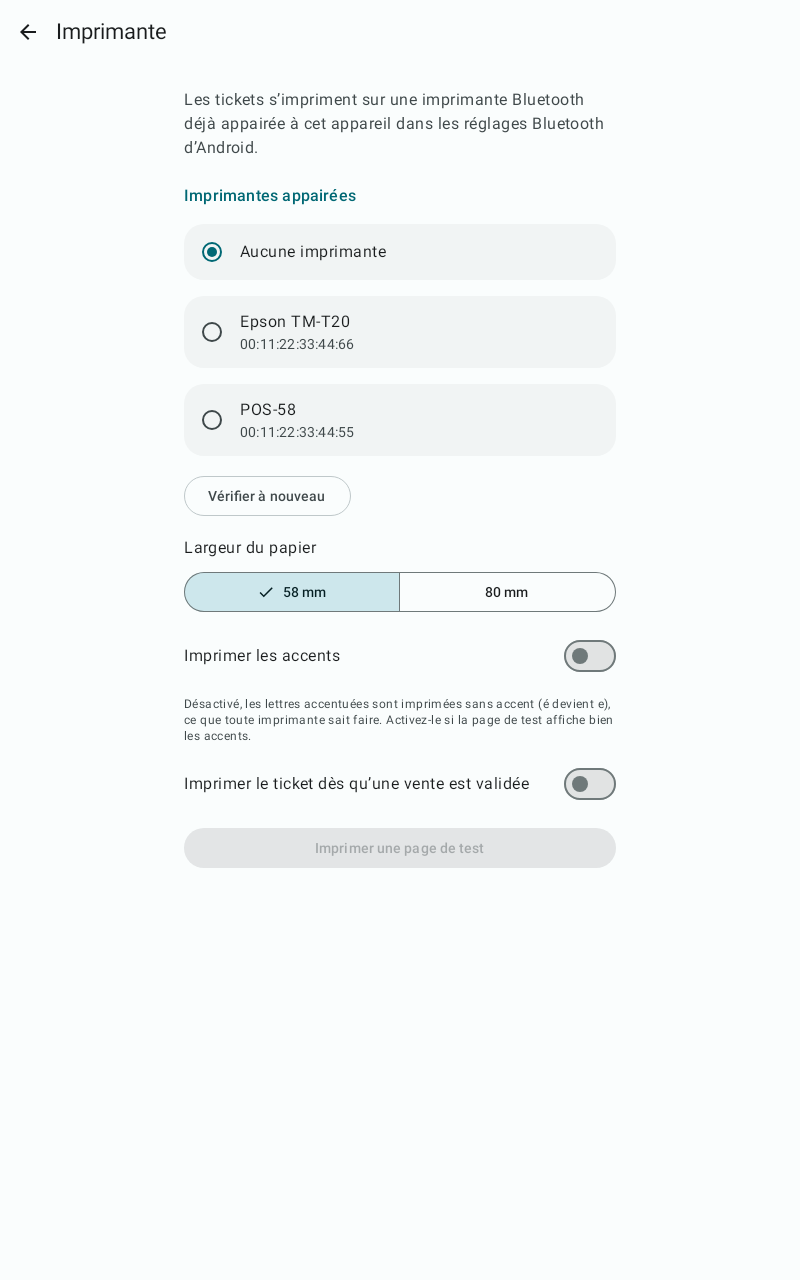 Imprimante
Les tickets s’impriment sur une imprimante Bluetooth
déjà appairée à cet appareil dans les réglages Bluetooth
d’Android.
Imprimantes appairées
Aucune imprimante
Epson TM-T20
00:11:22:33:44:66
POS-58
00:11:22:33:44:55
Vérifier à nouveau
Largeur du papier
58 mm
80 mm
Imprimer les accents
Désactivé, les lettres accentuées sont imprimées sans accent (é devient e),
ce que toute imprimante sait faire. Activez-le si la page de test affiche bien
les accents.
Imprimer le ticket dès qu’une vente est validée
Imprimer une page de test